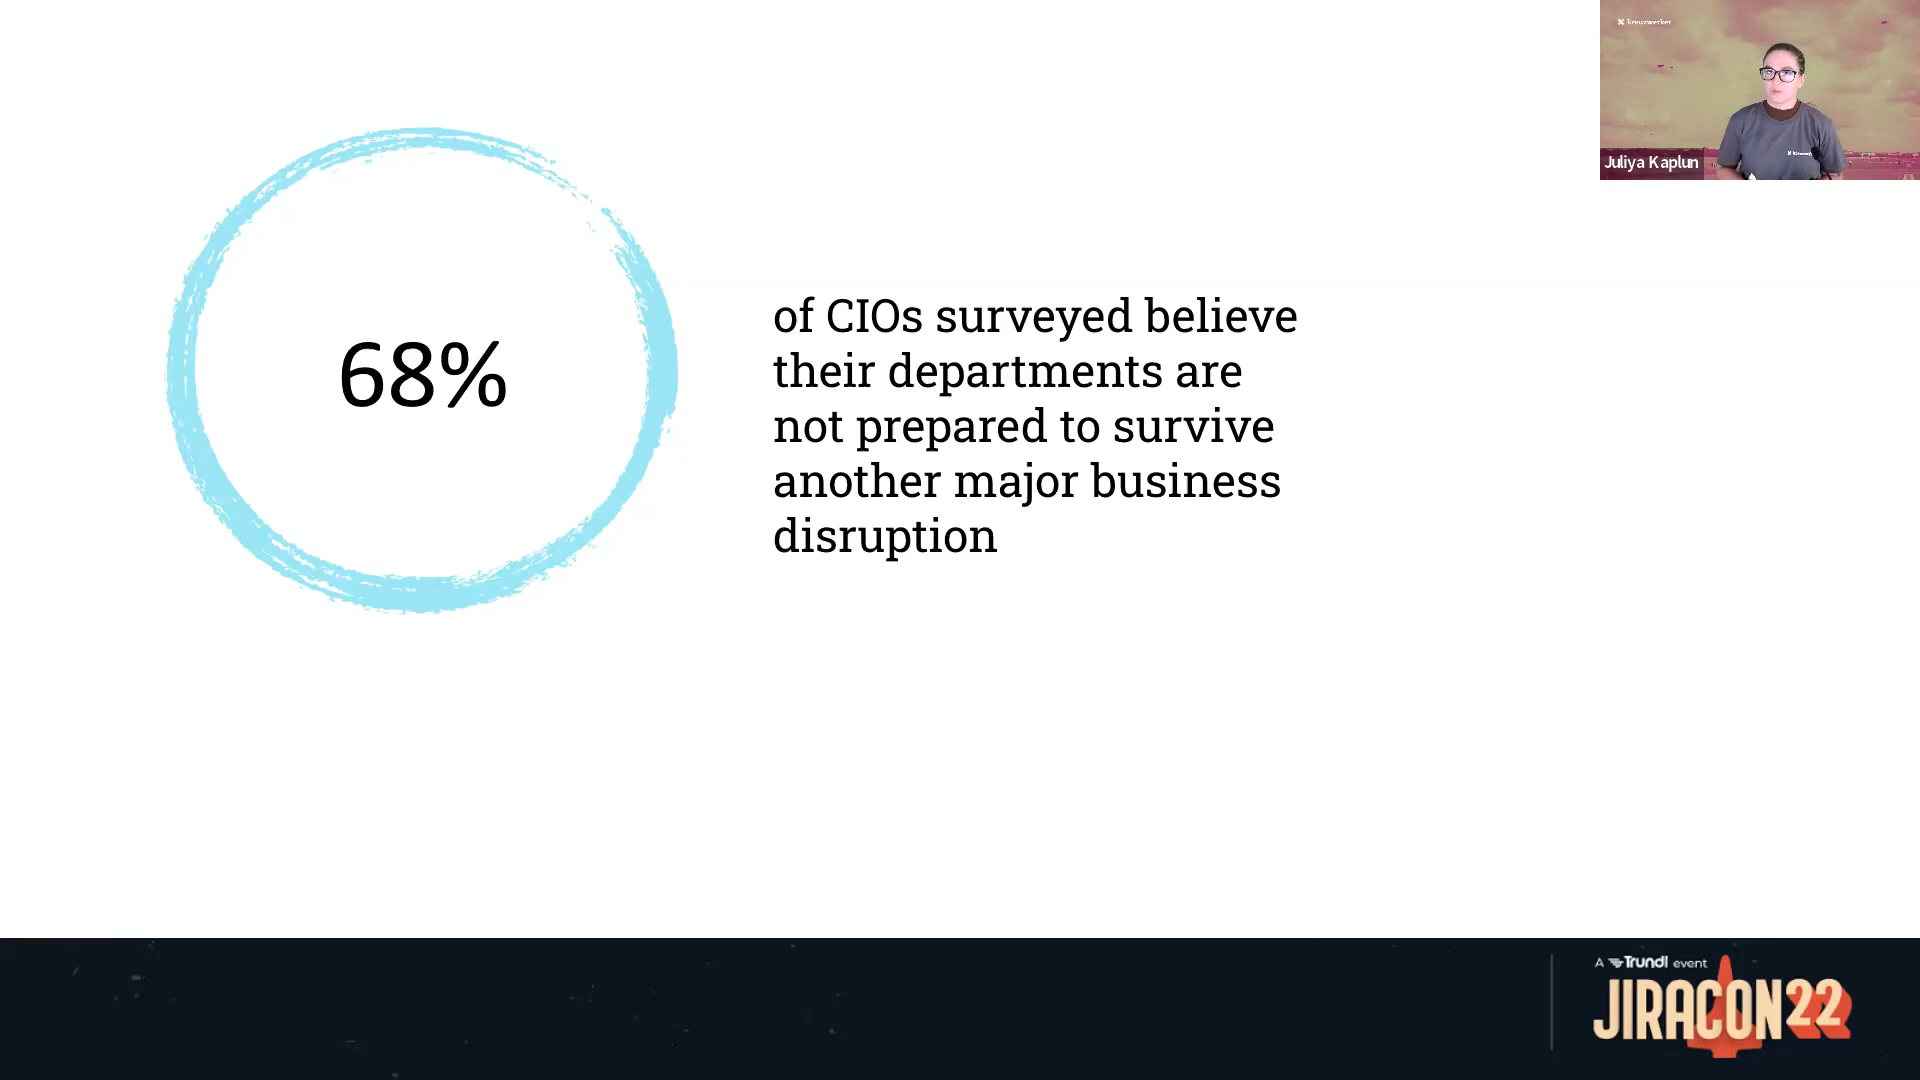 kreuzwerker
Juliya Kaplun
68%
of CIOs surveyed believe
their departments are
not prepared to survive
another major business
disruption
A Trundl event
JIRACON22